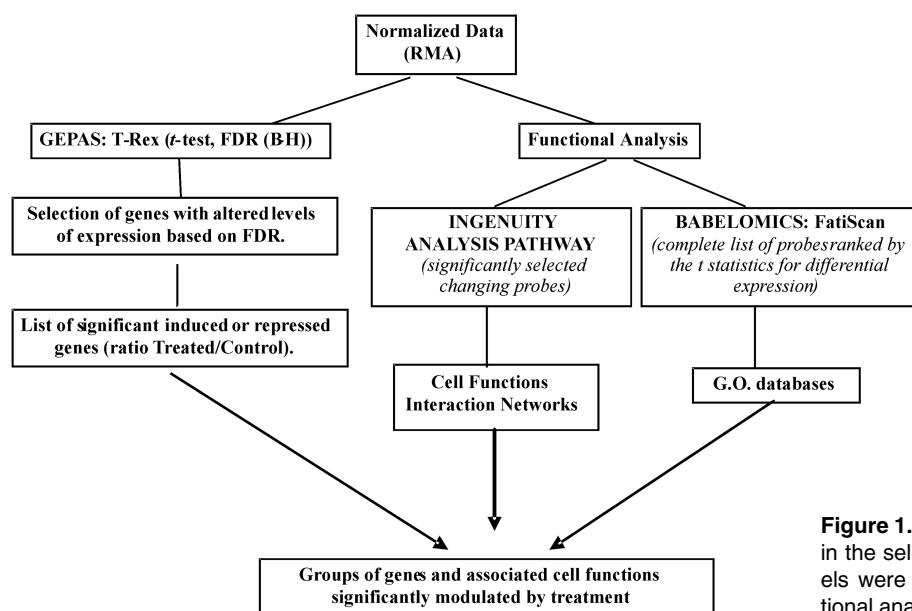 Normalized Data
(RMA)
GEPAS: T-Rex (t-test, FDR (B-H))
Functional Analysis
Selection of genes with altered levels
of expression based on FDR.
INGENUITY
ANALYSIS PATHWAY
(significantly selected
changing probes)
BABELOMICS: FatiScan
(complete list of probes ranked by
the t statistics for differential
expression)
List of significant induced or repressed
genes (ratio Treated/Control).
Cell Functions
Interaction Networks
G.O. databases
Groups of genes and associated cell functions
significantly modulated by treatment
Figure 1.
in the sel
els were
tional ana